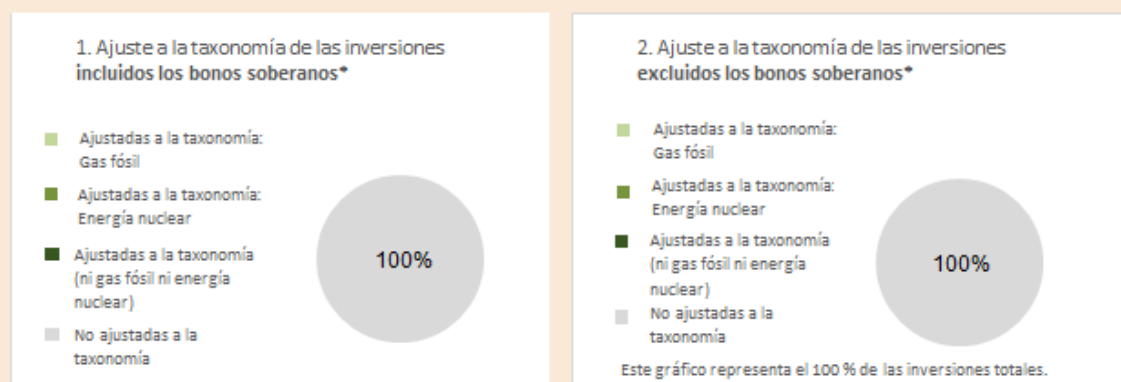 1. Ajuste a la taxonomía de las inversiones
incluidos los bonos soberanos*
Ajustadas a la taxonomía:
Gas fósil
Ajustadas a la taxonomía:
Energía nuclear
Ajustadas a la taxonomía
(ni gas fósil ni energía
nuclear)
No ajustadas a la
taxonomía
100%
2. Ajuste a la taxonomía de las inversiones
excluidos los bonos soberanos*
Ajustadas a la taxonomía:
Gas fósil
Ajustadas a la taxonomía:
Energía nuclear
Ajustadas a la taxonomía
(ni gas fósil ni energía
nuclear)
No ajustadas a la
taxonomía
100%
Este gráfico representa el 100 % de las inversiones totales.